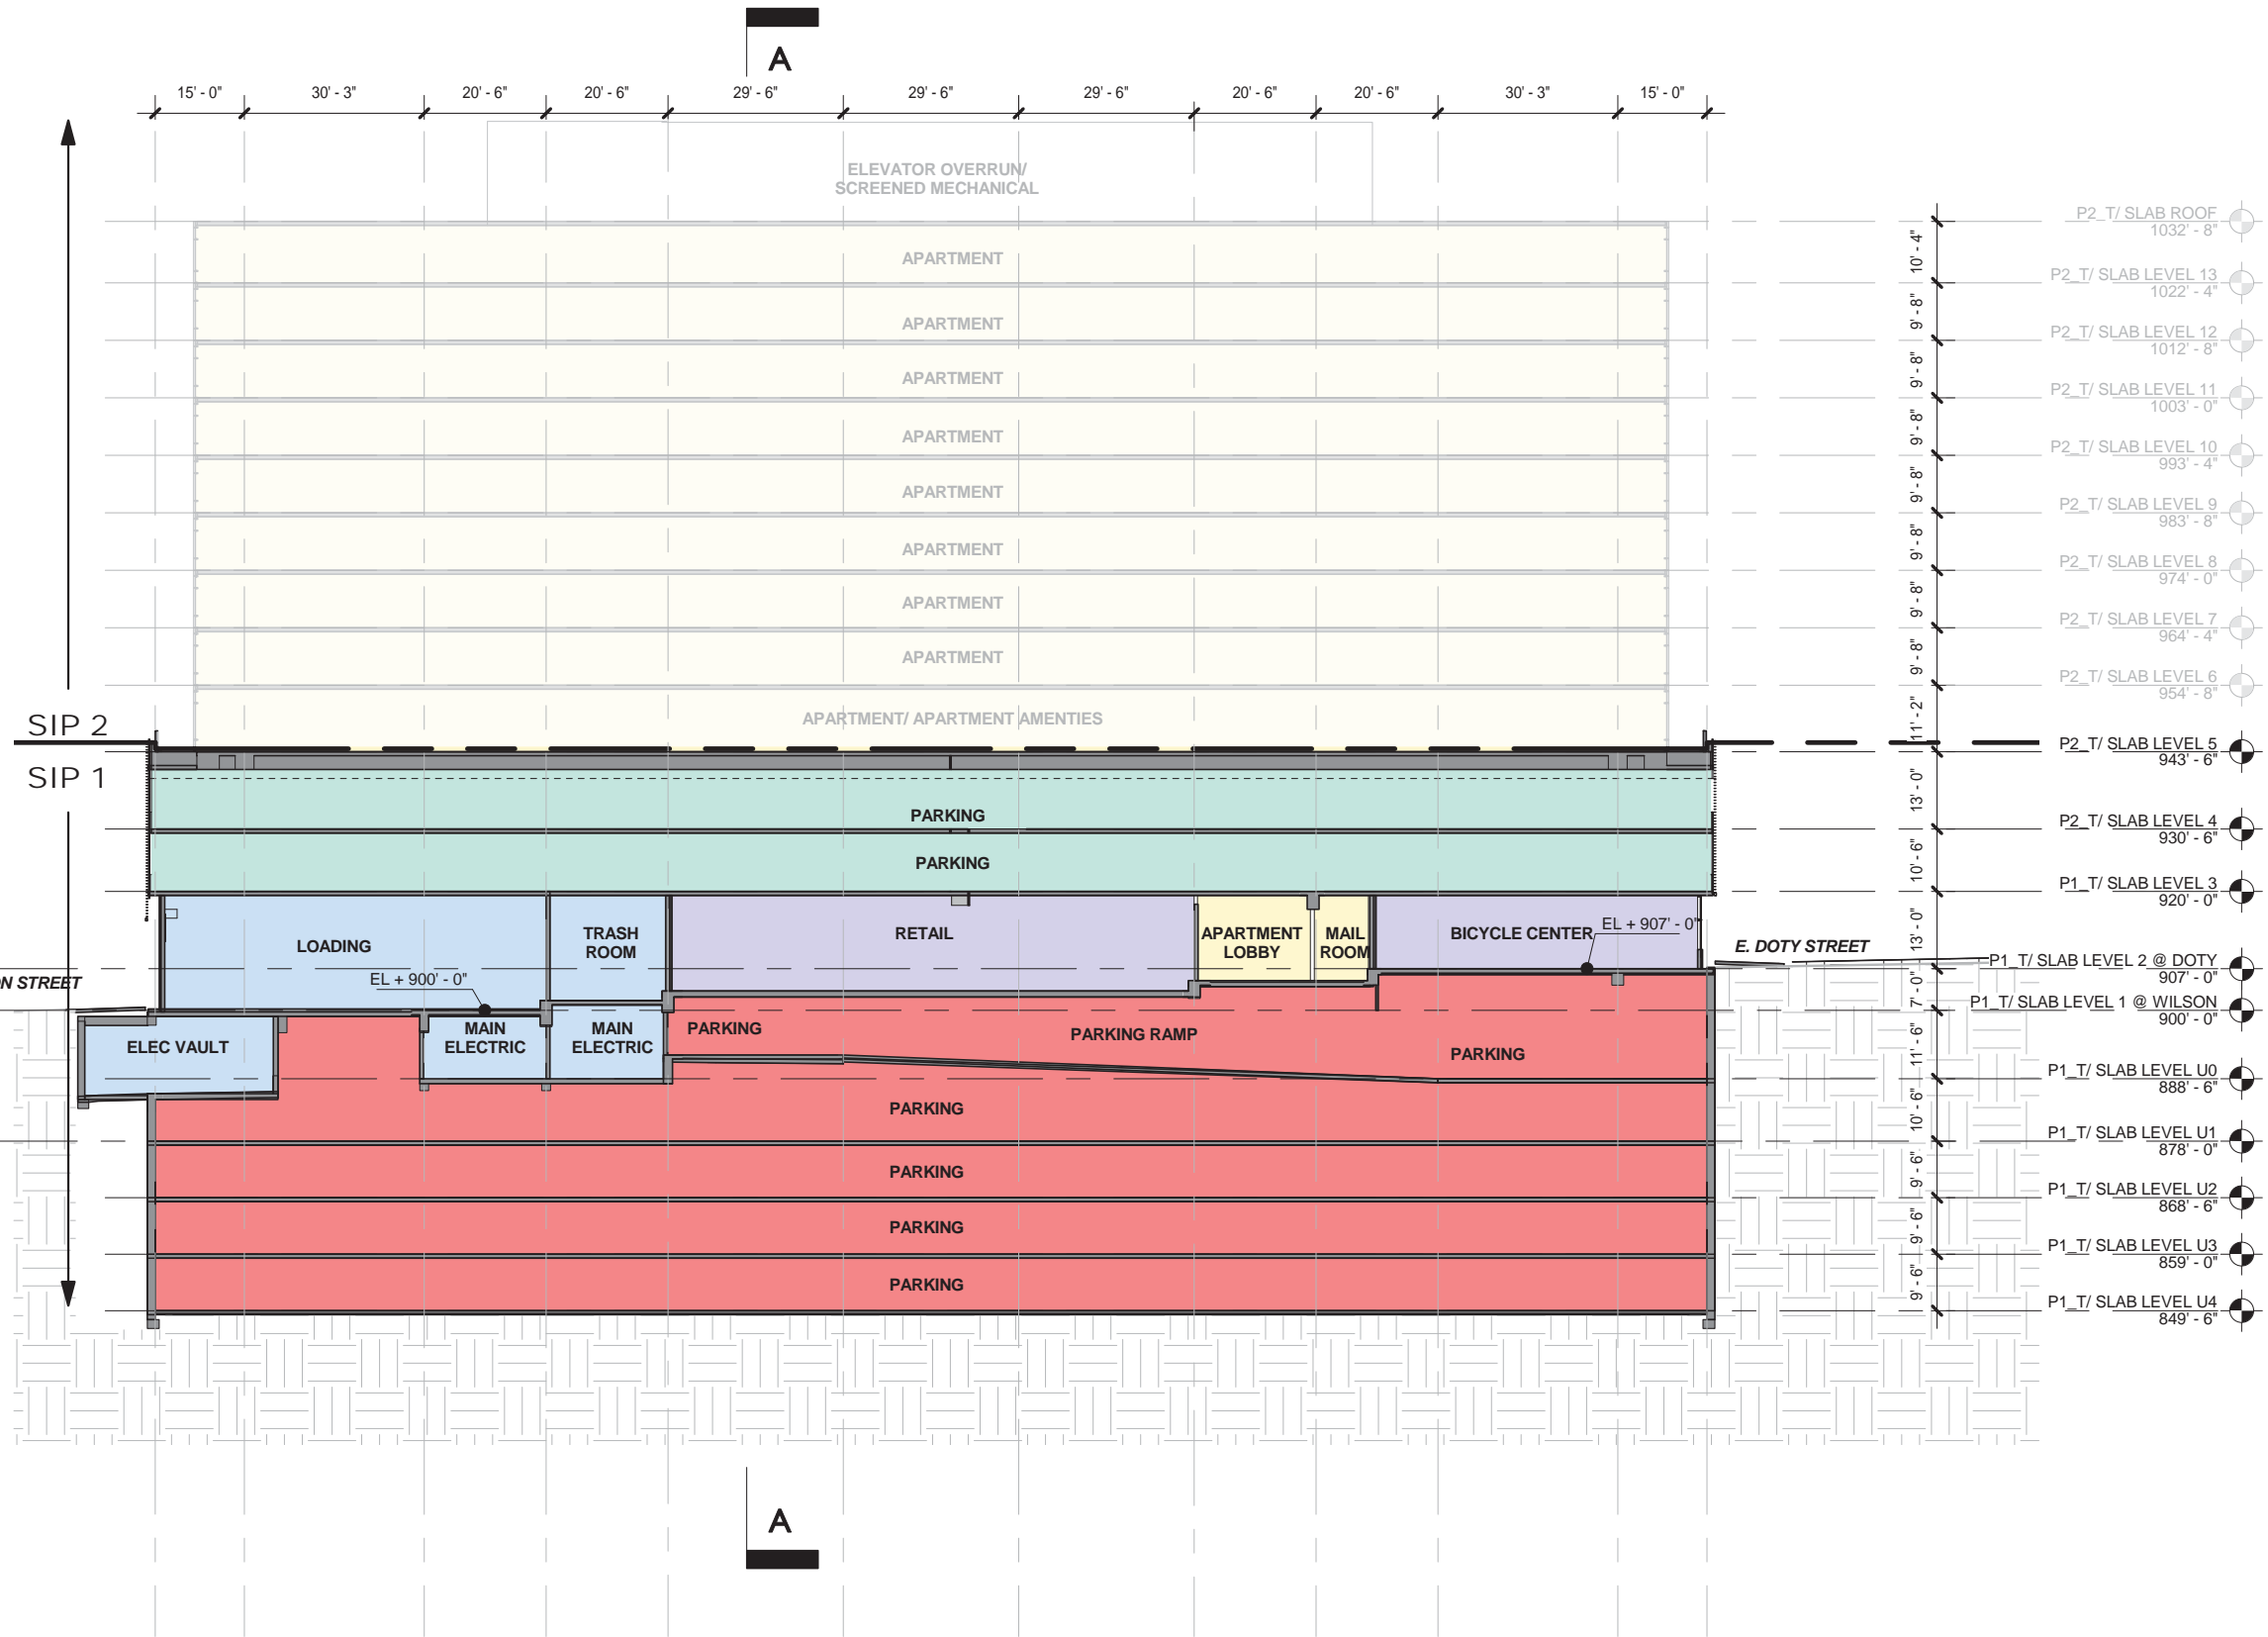 A
15' - 0" 30' - 3" 20' - 6" 20' - 6" 29' - 6" 29' - 6" 29' - 6" 20' - 6" 20' - 6" 30' - 3" 15' - 0"
ELEVATOR OVERRUN/
SCREENED MECHANICAL
P2_T/ SLAB ROOF
1032' - 8"
10' - 4"
APARTMENT
P2_T/ SLAB LEVEL 13
1022' - 4"
9' - 8"
APARTMENT
P2_T/ SLAB LEVEL 12
1012' - 8"
9' - 8"
APARTMENT
P2_T/ SLAB LEVEL 11
1003' - 0"
9' - 8"
APARTMENT
P2_T/ SLAB LEVEL 10
993' - 4"
9' - 8"
APARTMENT
P2_T/ SLAB LEVEL 9
983' - 8"
9' - 8"
APARTMENT
P2_T/ SLAB LEVEL 8
974' - 0"
9' - 8"
APARTMENT
P2_T/ SLAB LEVEL 7
964' - 4"
9' - 8"
APARTMENT
P2_T/ SLAB LEVEL 6
954' - 8"
11' - 2"
APARTMENT/ APARTMENT AMENTIES
SIP 2
P2_T/ SLAB LEVEL 5
943' - 6"
SIP 1
13' - 0"
PARKING
P2_T/ SLAB LEVEL 4
930' - 6"
10' - 6"
PARKING
P1_T/ SLAB LEVEL 3
920' - 0"
13' - 0"
LOADING
TRASH
ROOM
RETAIL
APARTMENT
LOBBY
MAIL
ROOM
BICYCLE CENTER
EL + 907' - 0"
E. DOTY STREET
P1_T/ SLAB LEVEL 2 @ DOTY
907' - 0"
7' - 0"
N STREET
EL + 900' - 0"
P1_T/ SLAB LEVEL 1 @ WILSON
900' - 0"
11' - 6"
ELEC VAULT
MAIN
ELECTRIC
MAIN
ELECTRIC
PARKING
PARKING RAMP
PARKING
P1_T/ SLAB LEVEL U0
888' - 6"
10' - 6"
PARKING
P1_T/ SLAB LEVEL U1
878' - 0"
9' - 6"
PARKING
P1_T/ SLAB LEVEL U2
868' - 6"
9' - 6"
PARKING
P1_T/ SLAB LEVEL U3
859' - 0"
9' - 6"
PARKING
P1_T/ SLAB LEVEL U4
849' - 6"
A